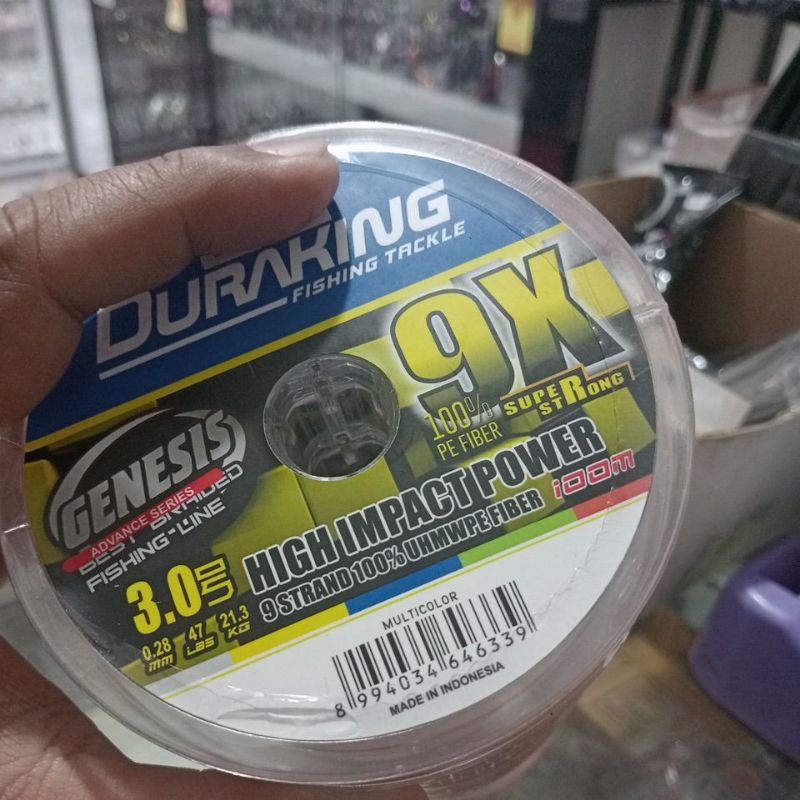 DURAKING
FISHING TACKLE
9X
100%
PE FIBER
SUPER
STRONG
GENESIS
ADVANCE SERIES
BEST BRAIDED
FISHING-LINE
HIGH IMPACT POWER
9 STRAND 100% UHMWPE FIBER
100m
3.0
0.28
mm
47
LBS
21.3
KG
MULTICOLOR
8 994034 646339
MADE IN INDONESIA